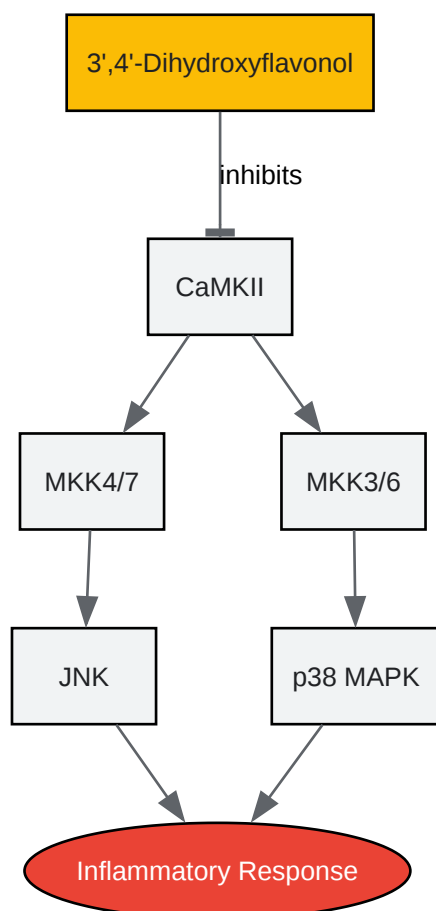 3',4'-Dihydroxyflavonol
inhibits
CaMKII
MKK4/7
MKK3/6
JNK
p38 MAPK
Inflammatory Response